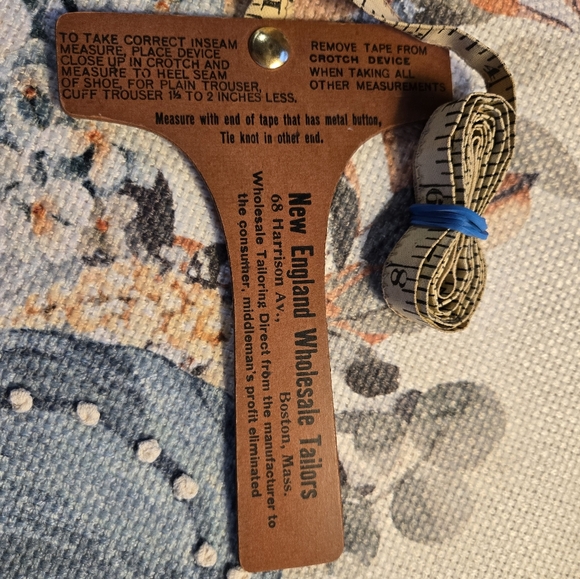 TO TAKE CORRECT INSEAM
MEASURE, PLACE DEVICE
CLOSE UP IN CROTCH AND
MEASURE TO HEEL SEAM
OF SHOE, FOR PLAIN TROUSER,
CUFF TROUSER 1½ TO 2 INCHES LESS.
REMOVE TAPE FROM
CROTCH DEVICE
WHEN TAKING ALL
OTHER MEASUREMENTS
Measure with end of tape that has metal button,
Tie knot in other end.
New England Wholesale Tailors
68 Harrison Av., Boston, Mass.
Wholesale Tailoring Direct from the manufacturer to
the consumer, middleman's profit eliminated
8